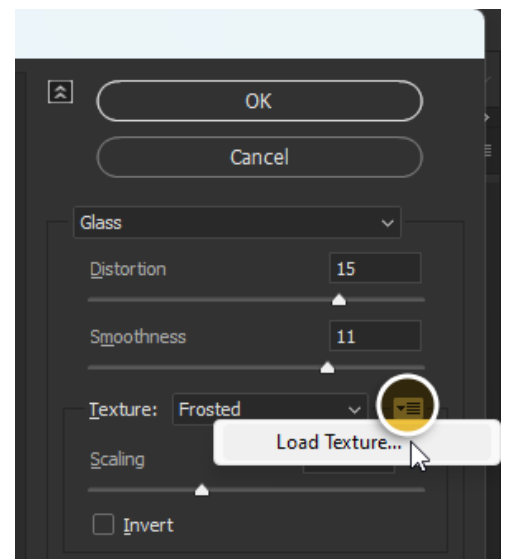 OK
Cancel
Glass
Distortion 15
Smoothness 11
Texture: Frosted
Load Texture...
Scaling
Invert